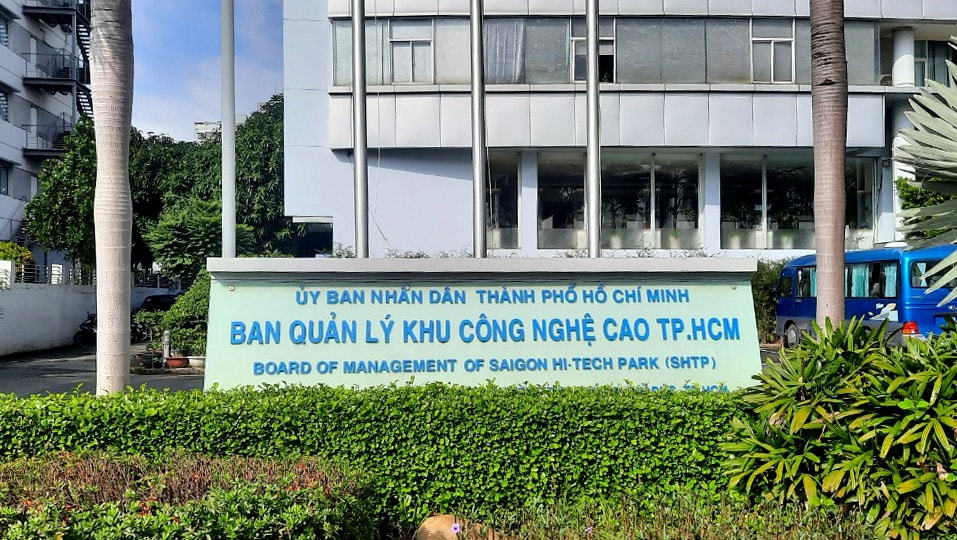 ỦY BAN NHÂN DÂN THÀNH PHỐ HỒ CHÍ MINH
BAN QUẢN LÝ KHU CÔNG NGHỆ CAO TP.HCM
BOARD OF MANAGEMENT OF SAIGON HI-TECH PARK (SHTP)